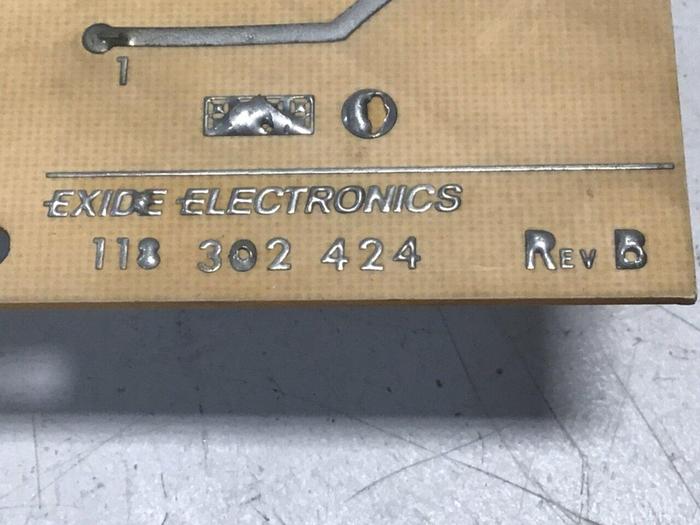 1
EXIDE ELECTRONICS
118 302 424 REV B